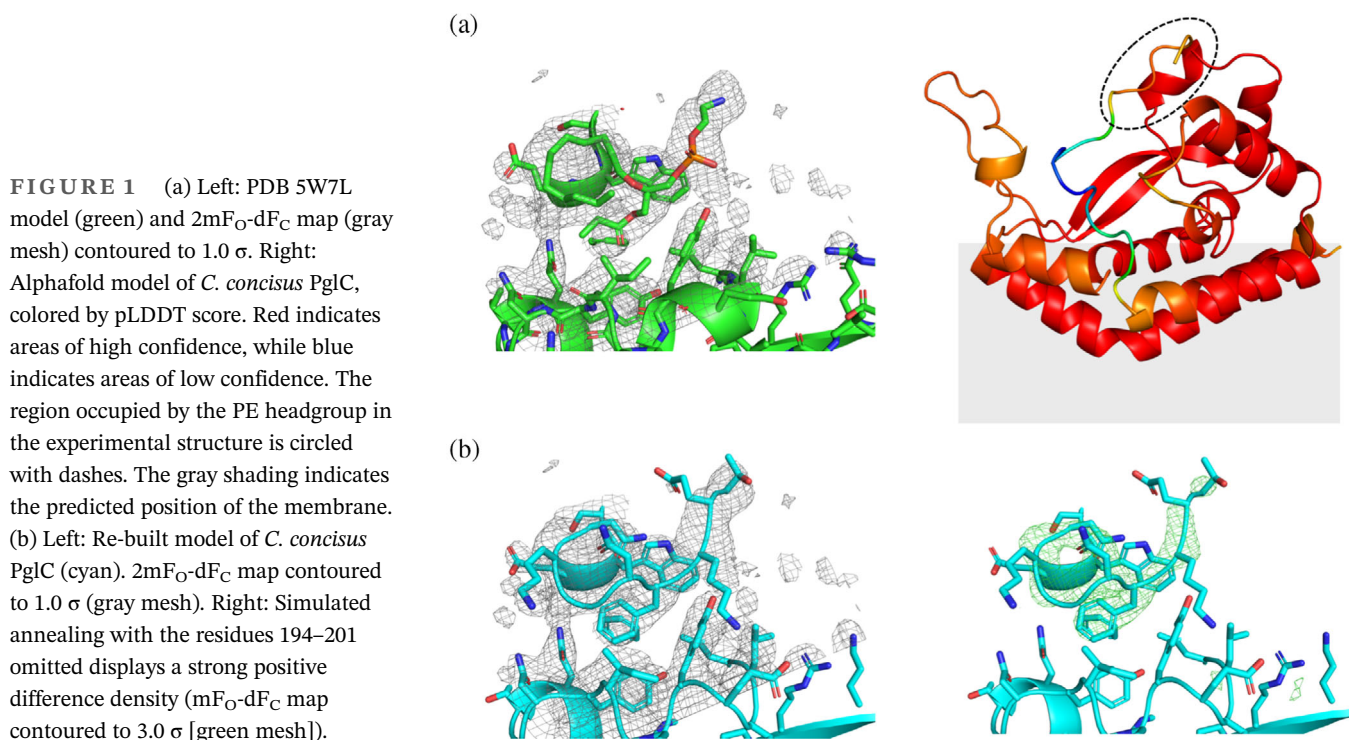 FIGURE 1 (a) Left: PDB 5W7L
model (green) and 2mFO-dFC map (gray
mesh) contoured to 1.0 σ. Right:
Alphafold model of C. concisus PglC,
colored by pLDDT score. Red indicates
areas of high confidence, while blue
indicates areas of low confidence. The
region occupied by the PE headgroup in
the experimental structure is circled
with dashes. The gray shading indicates
the predicted position of the membrane.
(b) Left: Re-built model of C. concisus
PglC (cyan). 2mFO-dFC map contoured
to 1.0 σ (gray mesh). Right: Simulated
annealing with the residues 194–201
omitted displays a strong positive
difference density (mFO-dFC map
contoured to 3.0 σ [green mesh]).
(a)
(b)